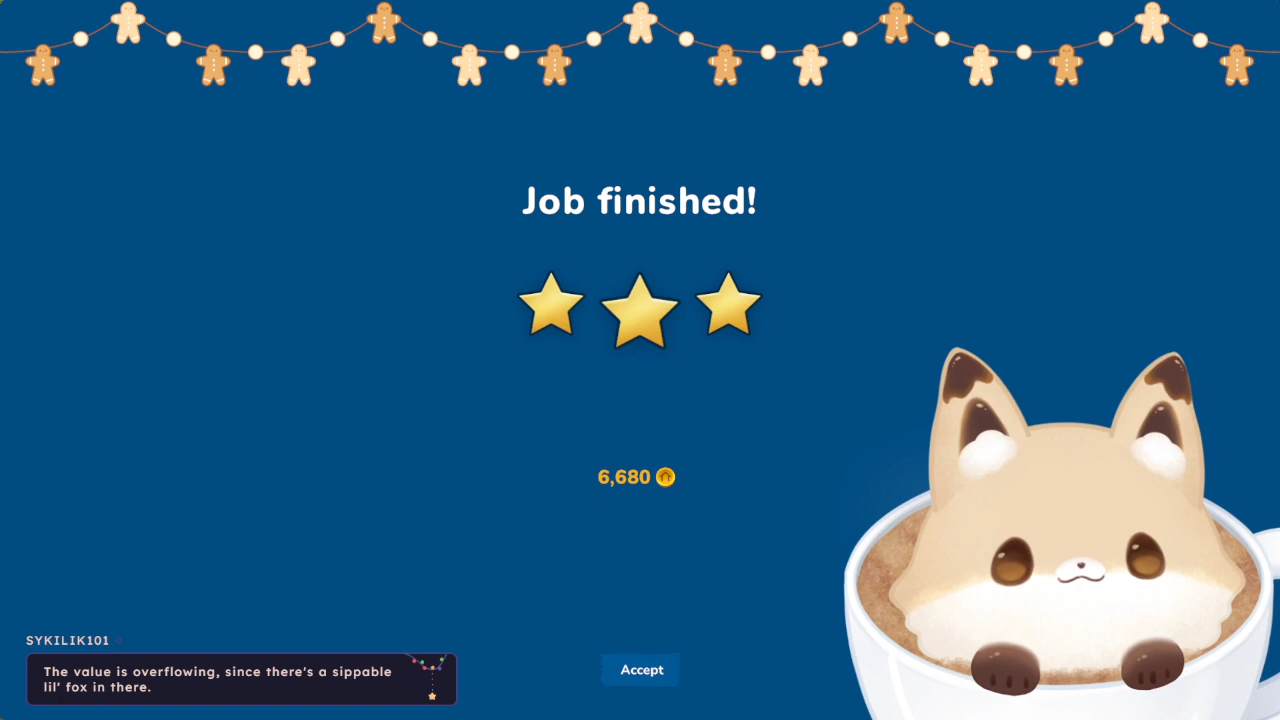 Job finished!
6,680
SYKILIK101
The value is overflowing, since there's a sippable
lil' fox in there.
Accept